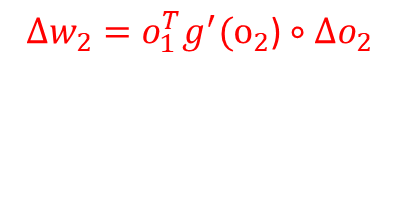 Δw₂ = o₁ᵀ g′(o₂) ∘ Δo₂